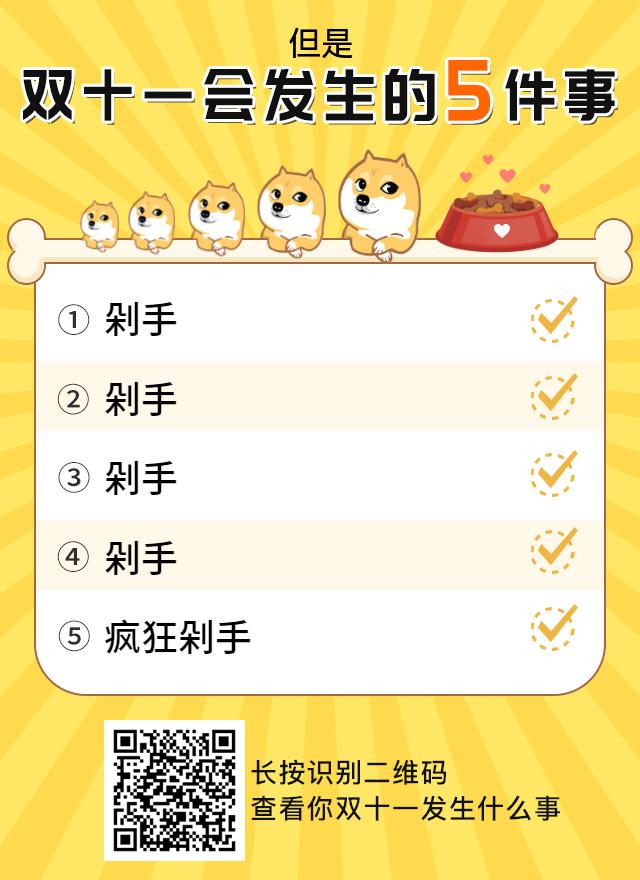 但是
双十一会发生的5件事
① 剁手
② 剁手
③ 剁手
④ 剁手
⑤ 疯狂剁手
长按识别二维码
查看你双十一发生什么事